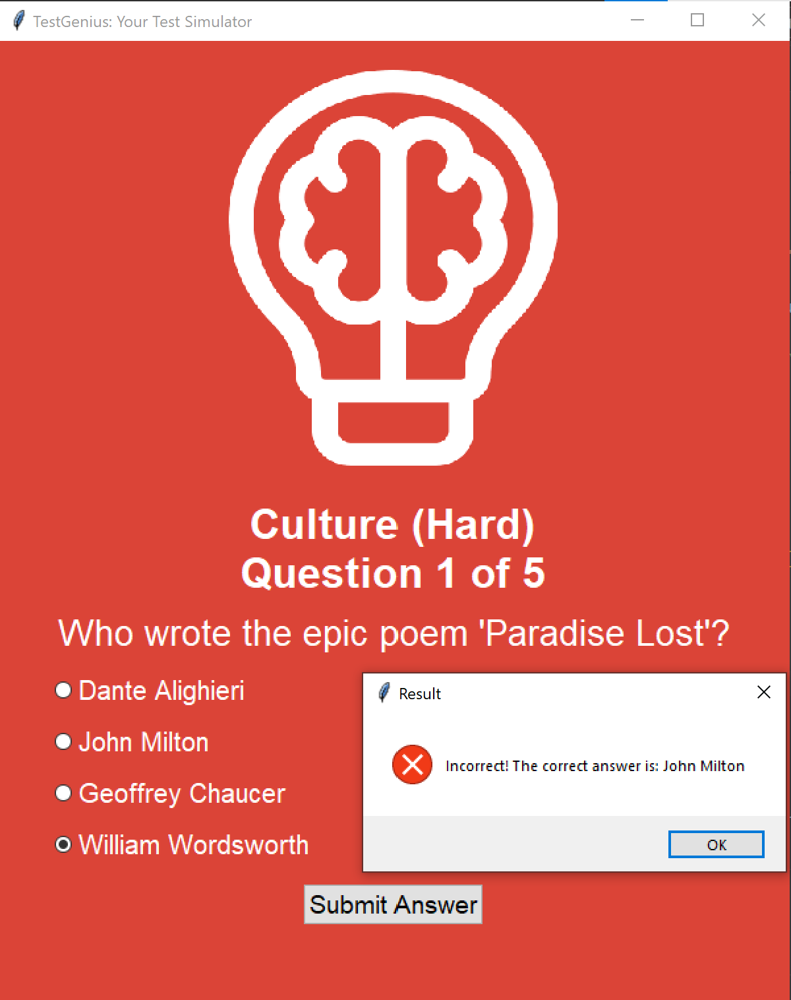 TestGenius: Your Test Simulator
Culture (Hard)
Question 1 of 5
Who wrote the epic poem 'Paradise Lost'?
Dante Alighieri
John Milton
Geoffrey Chaucer
William Wordsworth
Result
Incorrect! The correct answer is: John Milton
OK
Submit Answer